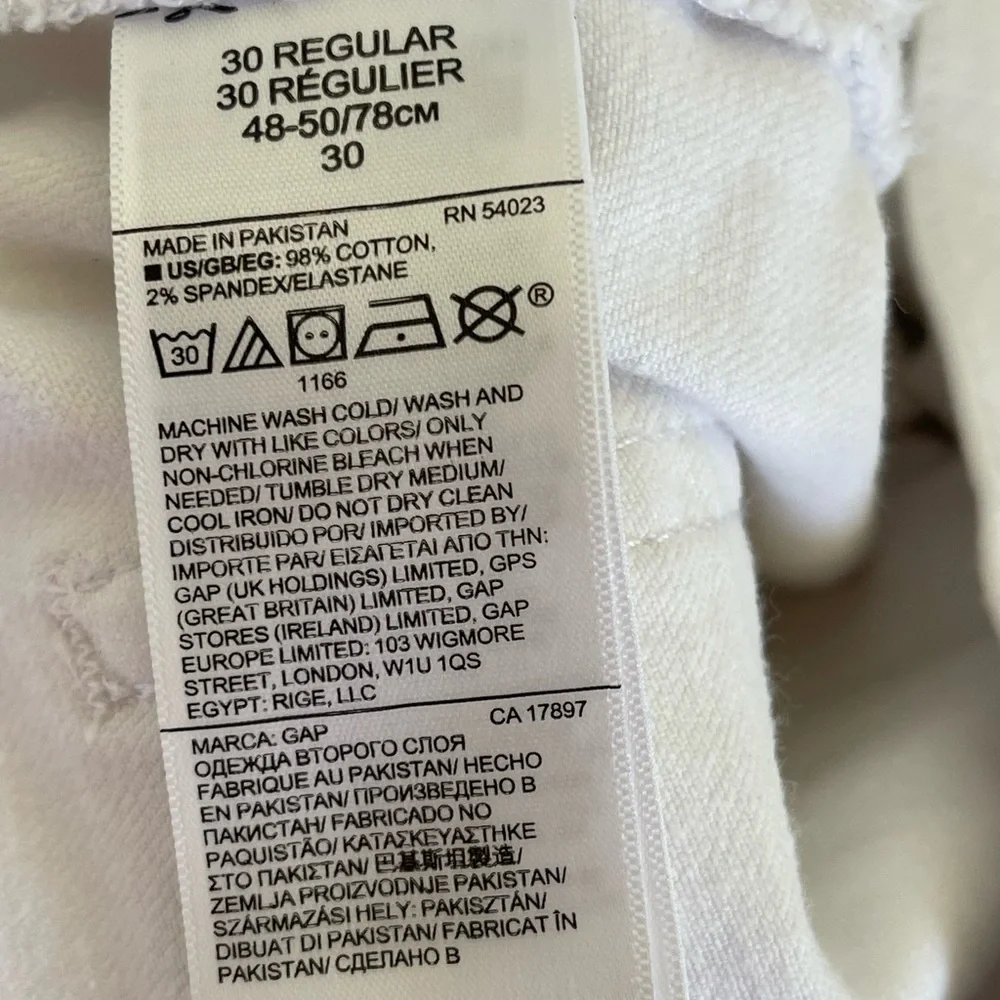 30 REGULAR
30 RÉGULIER
48-50/78CM
30
RN 54023
MADE IN PAKISTAN
US/GB/EG: 98% COTTON,
2% SPANDEX/ELASTANE
30
®
1166
MACHINE WASH COLD/ WASH AND
DRY WITH LIKE COLORS/ ONLY
NON-CHLORINE BLEACH WHEN
NEEDED/ TUMBLE DRY MEDIUM/
COOL IRON/ DO NOT DRY CLEAN
DISTRIBUIDO POR/ IMPORTED BY/
IMPORTE PAR/ ΕΙΣΑΓΕΤΑΙ ΑΠΟ ΤΗΝ:
GAP (UK HOLDINGS) LIMITED, GPS
(GREAT BRITAIN) LIMITED, GAP
STORES (IRELAND) LIMITED, GAP
EUROPE LIMITED: 103 WIGMORE
STREET, LONDON, W1U 1QS
EGYPT: RIGE, LLC
CA 17897
MARCA: GAP
ОДЕЖДА ВТОРОГО СЛОЯ
FABRIQUE AU PAKISTAN/ HECHO
EN PAKISTAN/ ПРОИЗВЕДЕНО В
ПАКИСТАН/ FABRICADO NO
PAQUISTÃO/ ΚΑΤΑΣΚΕΥΑΣΤΗΚΕ
ΣΤΟ ΠΑΚΙΣΤΑΝ/ 巴基斯坦製造/
ZEMLJA PROIZVODNJE PAKISTAN/
SZÁRMAZÁSI HELY: PAKISZTÁN/
DIBUAT DI PAKISTAN/ FABRICAT ÎN
PAKISTAN/ СДЕЛАНО В